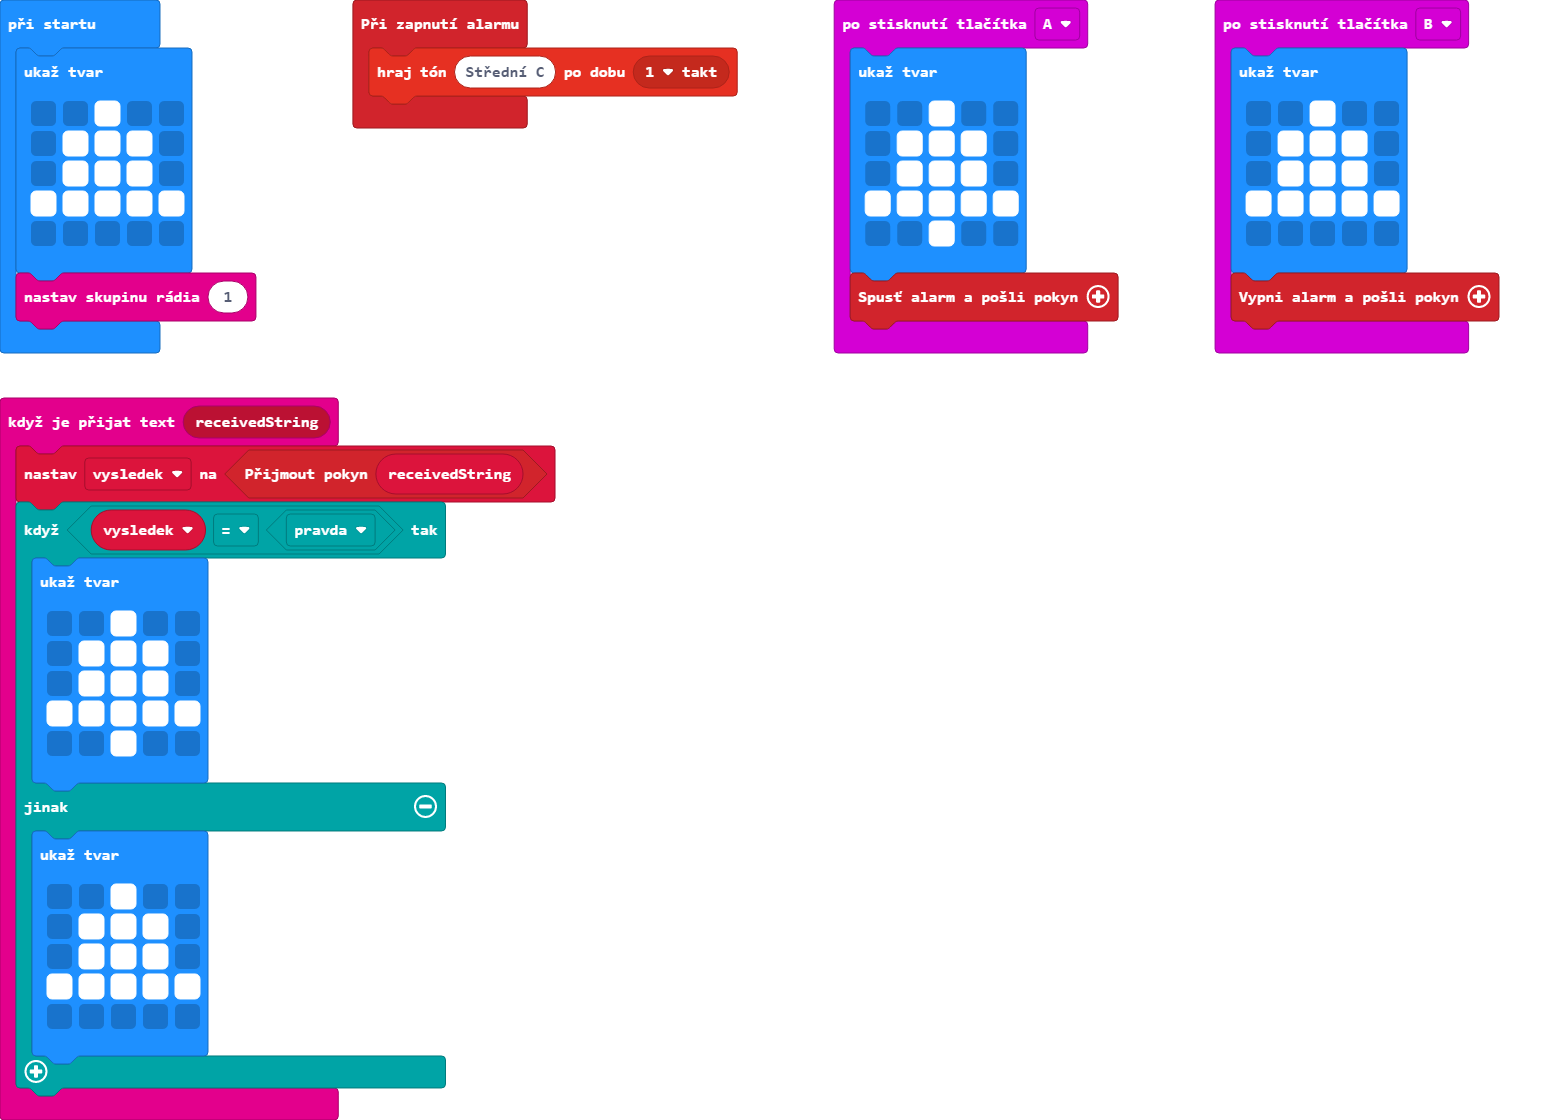 při startu
ukaž tvar
nastav skupinu rádia 1
Při zapnutí alarmu
hraj tón Střední C po dobu 1 takt
po stisknutí tlačítka A
ukaž tvar
Spusť alarm a pošli pokyn
po stisknutí tlačítka B
ukaž tvar
Vypni alarm a pošli pokyn
když je přijat text receivedString
nastav vysledek na Přijmout pokyn receivedString
když vysledek = pravda tak
ukaž tvar
jinak
ukaž tvar